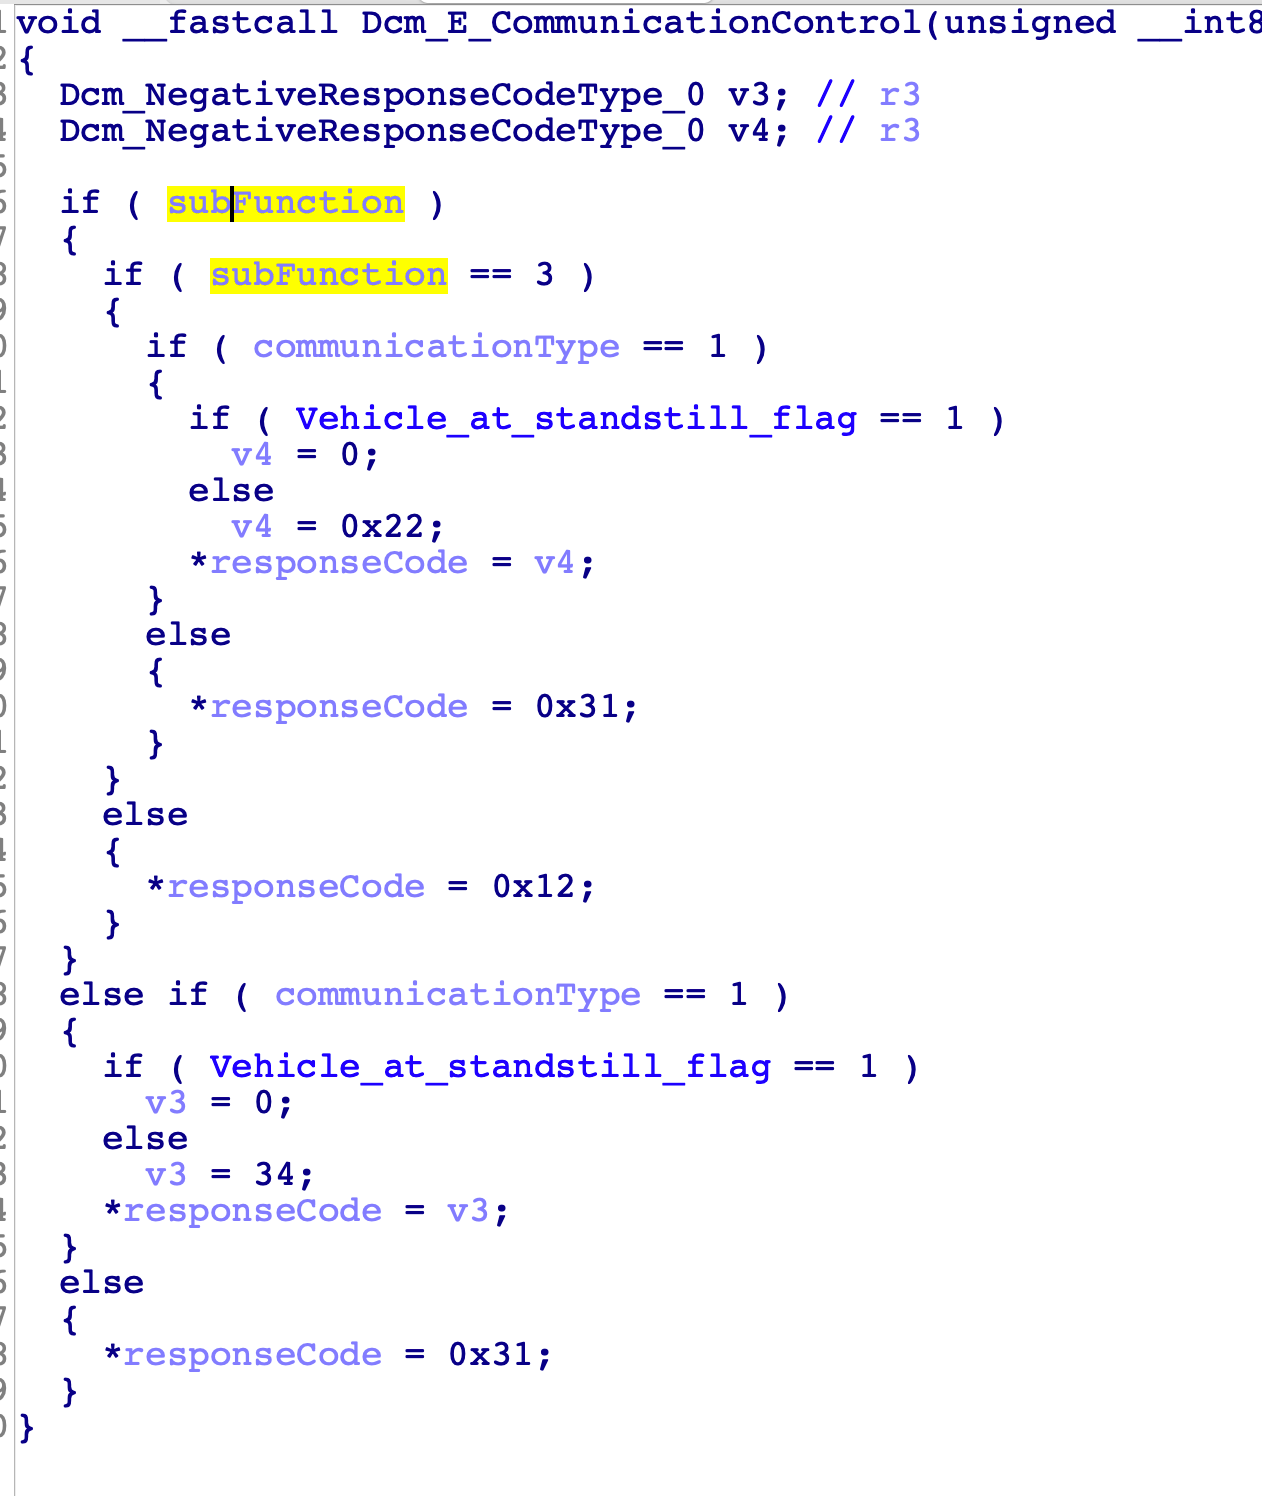 void __fastcall Dcm_E_CommunicationControl(unsigned __int8
{
  Dcm_NegativeResponseCodeType_0 v3; // r3
  Dcm_NegativeResponseCodeType_0 v4; // r3

  if ( subFunction )
  {
    if ( subFunction == 3 )
    {
      if ( communicationType == 1 )
      {
        if ( Vehicle_at_standstill_flag == 1 )
          v4 = 0;
        else
          v4 = 0x22;
        *responseCode = v4;
      }
      else
      {
        *responseCode = 0x31;
      }
    }
    else
    {
      *responseCode = 0x12;
    }
  }
  else if ( communicationType == 1 )
  {
    if ( Vehicle_at_standstill_flag == 1 )
      v3 = 0;
    else
      v3 = 34;
    *responseCode = v3;
  }
  else
  {
    *responseCode = 0x31;
  }
}